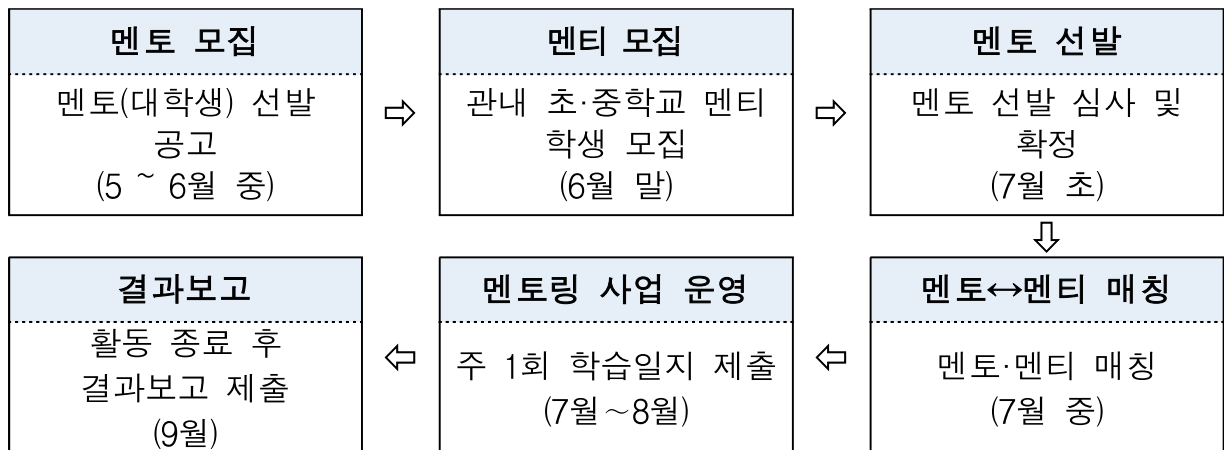 멘토 모집
멘토(대학생) 선발
공고
(5 ~ 6월 중)
⇨
멘티 모집
관내 초·중학교 멘티
학생 모집
(6월 말)
⇨
멘토 선발
멘토 선발 심사 및
확정
(7월 초)
⇩
멘토↔멘티 매칭
멘토·멘티 매칭
(7월 중)
⇦
멘토링 사업 운영
주 1회 학습일지 제출
(7월~8월)
⇦
결과보고
활동 종료 후
결과보고 제출
(9월)